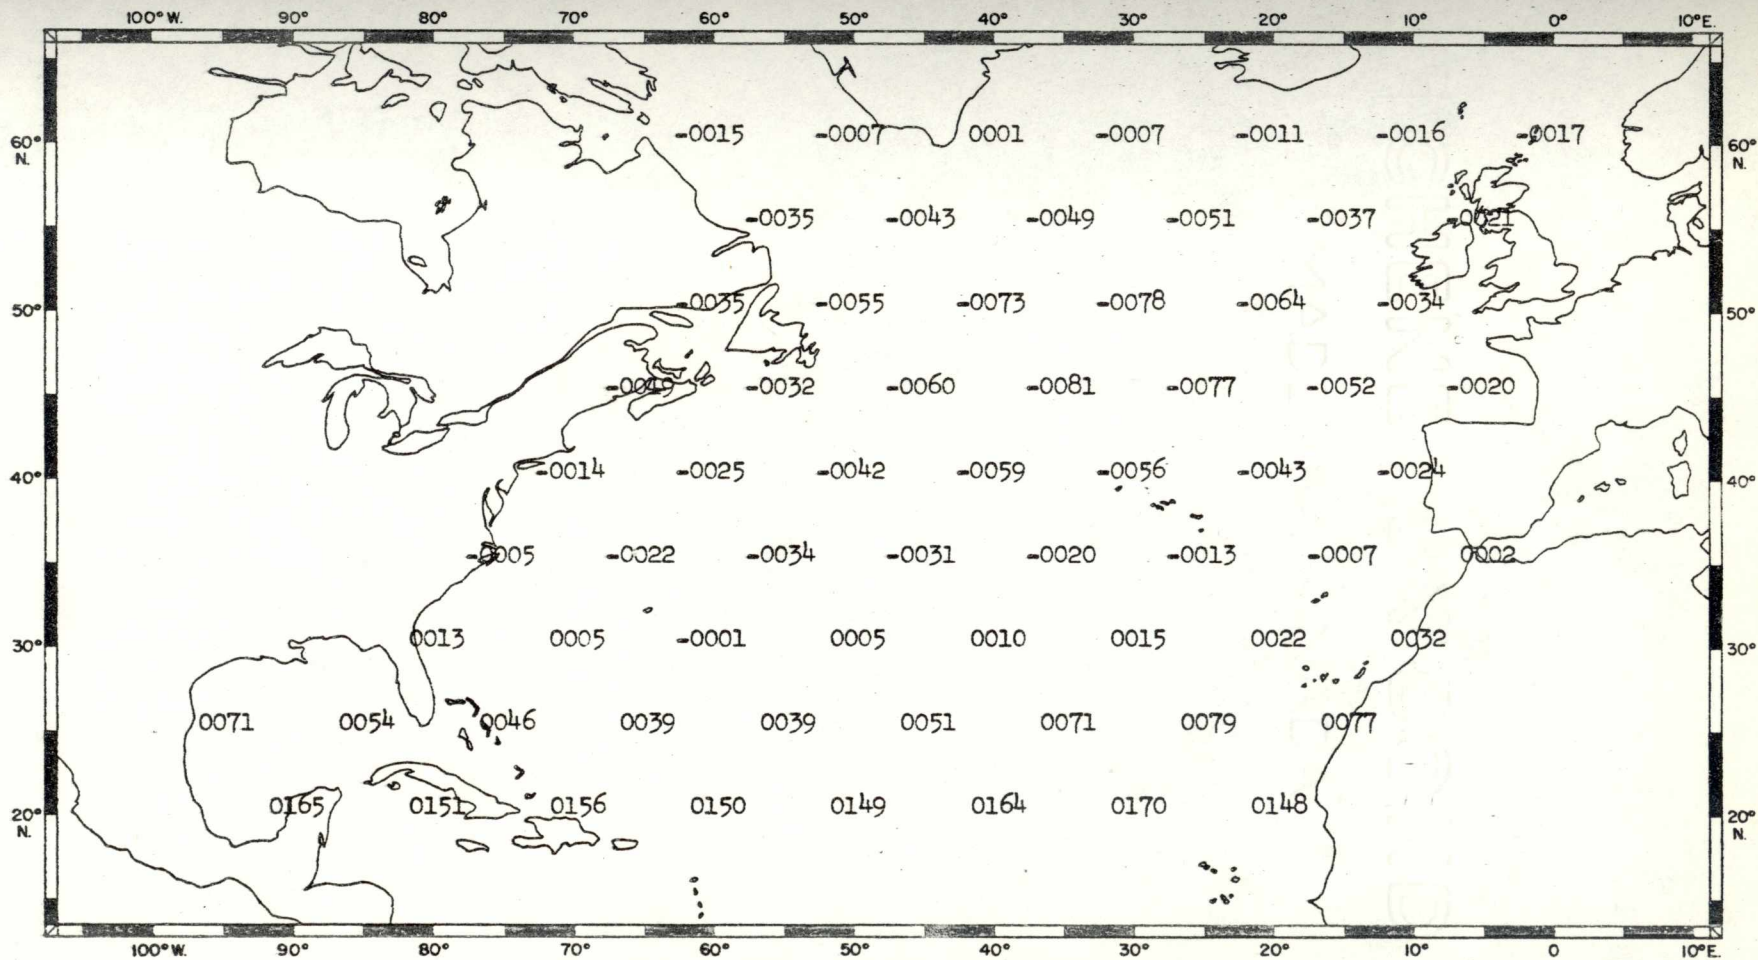 100° W. 90° 80° 70° 60° 50° 40° 30° 20° 10° 0° 10° E.
60° N. -0015 -0007 0001 -0007 -0011 -0016 -0017 60° N.
-0035 -0043 -0049 -0051 -0037 -0021
50° -0035 -0055 -0073 -0078 -0064 -0034 50°
-0049 -0032 -0060 -0081 -0077 -0052 -0020
40° -0014 -0025 -0042 -0059 -0056 -0043 -0024 40°
-0005 -0022 -0034 -0031 -0020 -0013 -0007 0002
30° 0013 0005 -0001 0005 0010 0015 0022 0032 30°
0071 0054 0046 0039 0039 0051 0071 0079 0077
20° N. 0165 0151 0156 0150 0149 0164 0170 0148 20° N.
100° W. 90° 80° 70° 60° 50° 40° 30° 20° 10° 0 10° E.